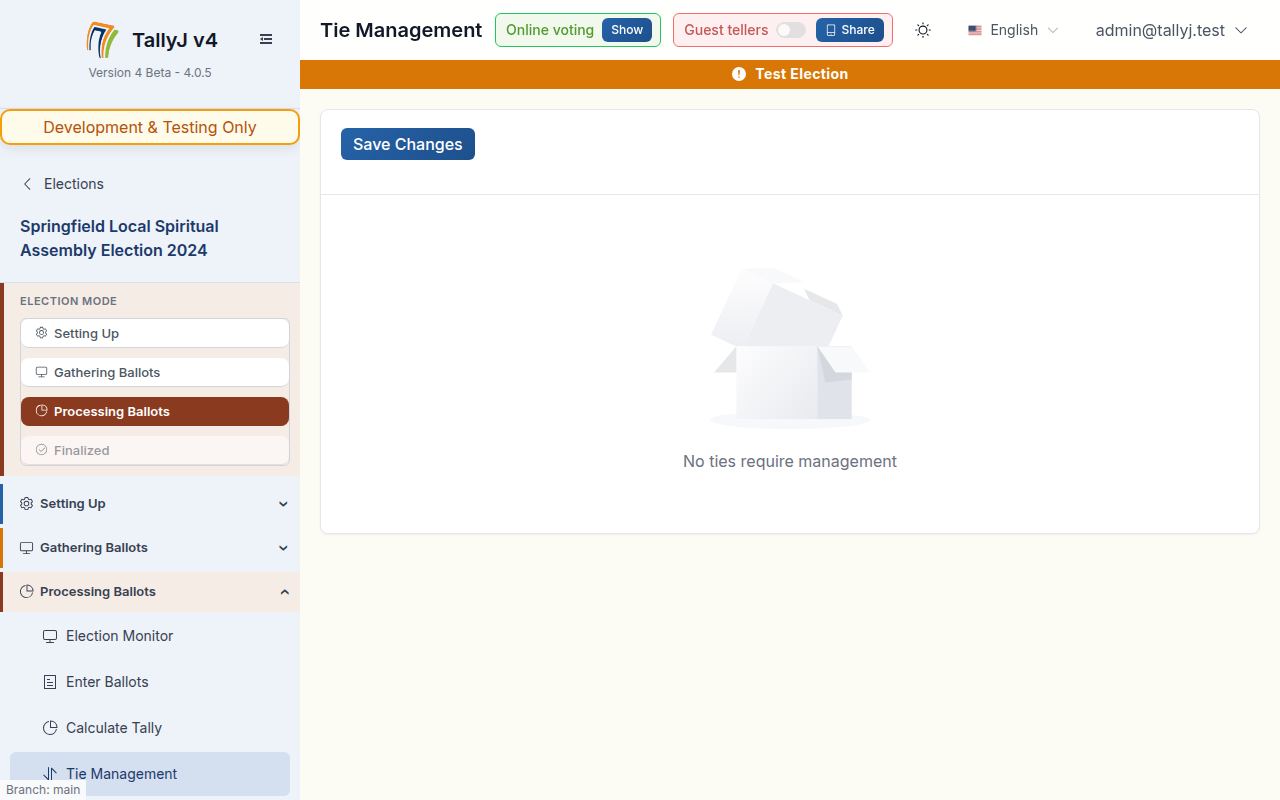 TallyJ v4
Version 4 Beta - 4.0.5
Development & Testing Only
Elections
Springfield Local Spiritual
Assembly Election 2024
ELECTION MODE
Setting Up
Gathering Ballots
Processing Ballots
Finalized
Setting Up
Gathering Ballots
Processing Ballots
Election Monitor
Enter Ballots
Calculate Tally
Tie Management
Branch: main
Tie Management
Online voting Show
Guest tellers Share
English
admin@tallyj.test
Test Election
Save Changes
No ties require management